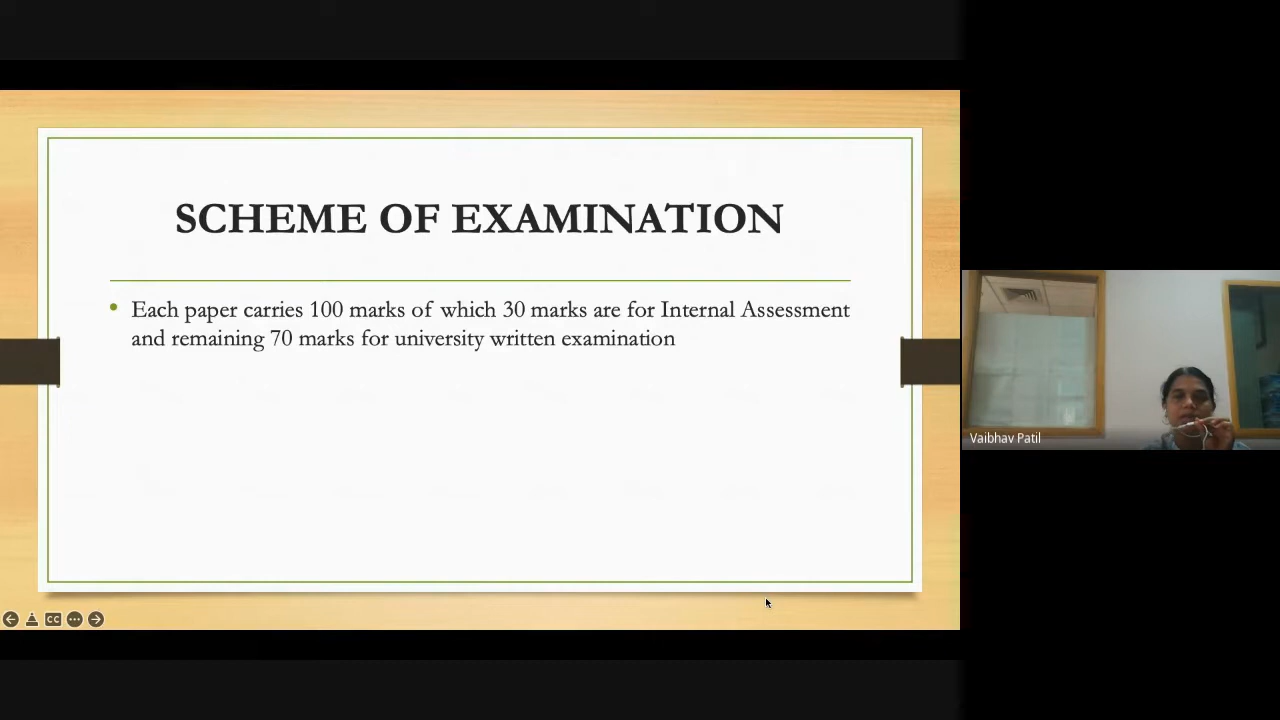 SCHEME OF EXAMINATION
Each paper carries 100 marks of which 30 marks are for Internal Assessment
and remaining 70 marks for university written examination
Vaibhav Patil
CC